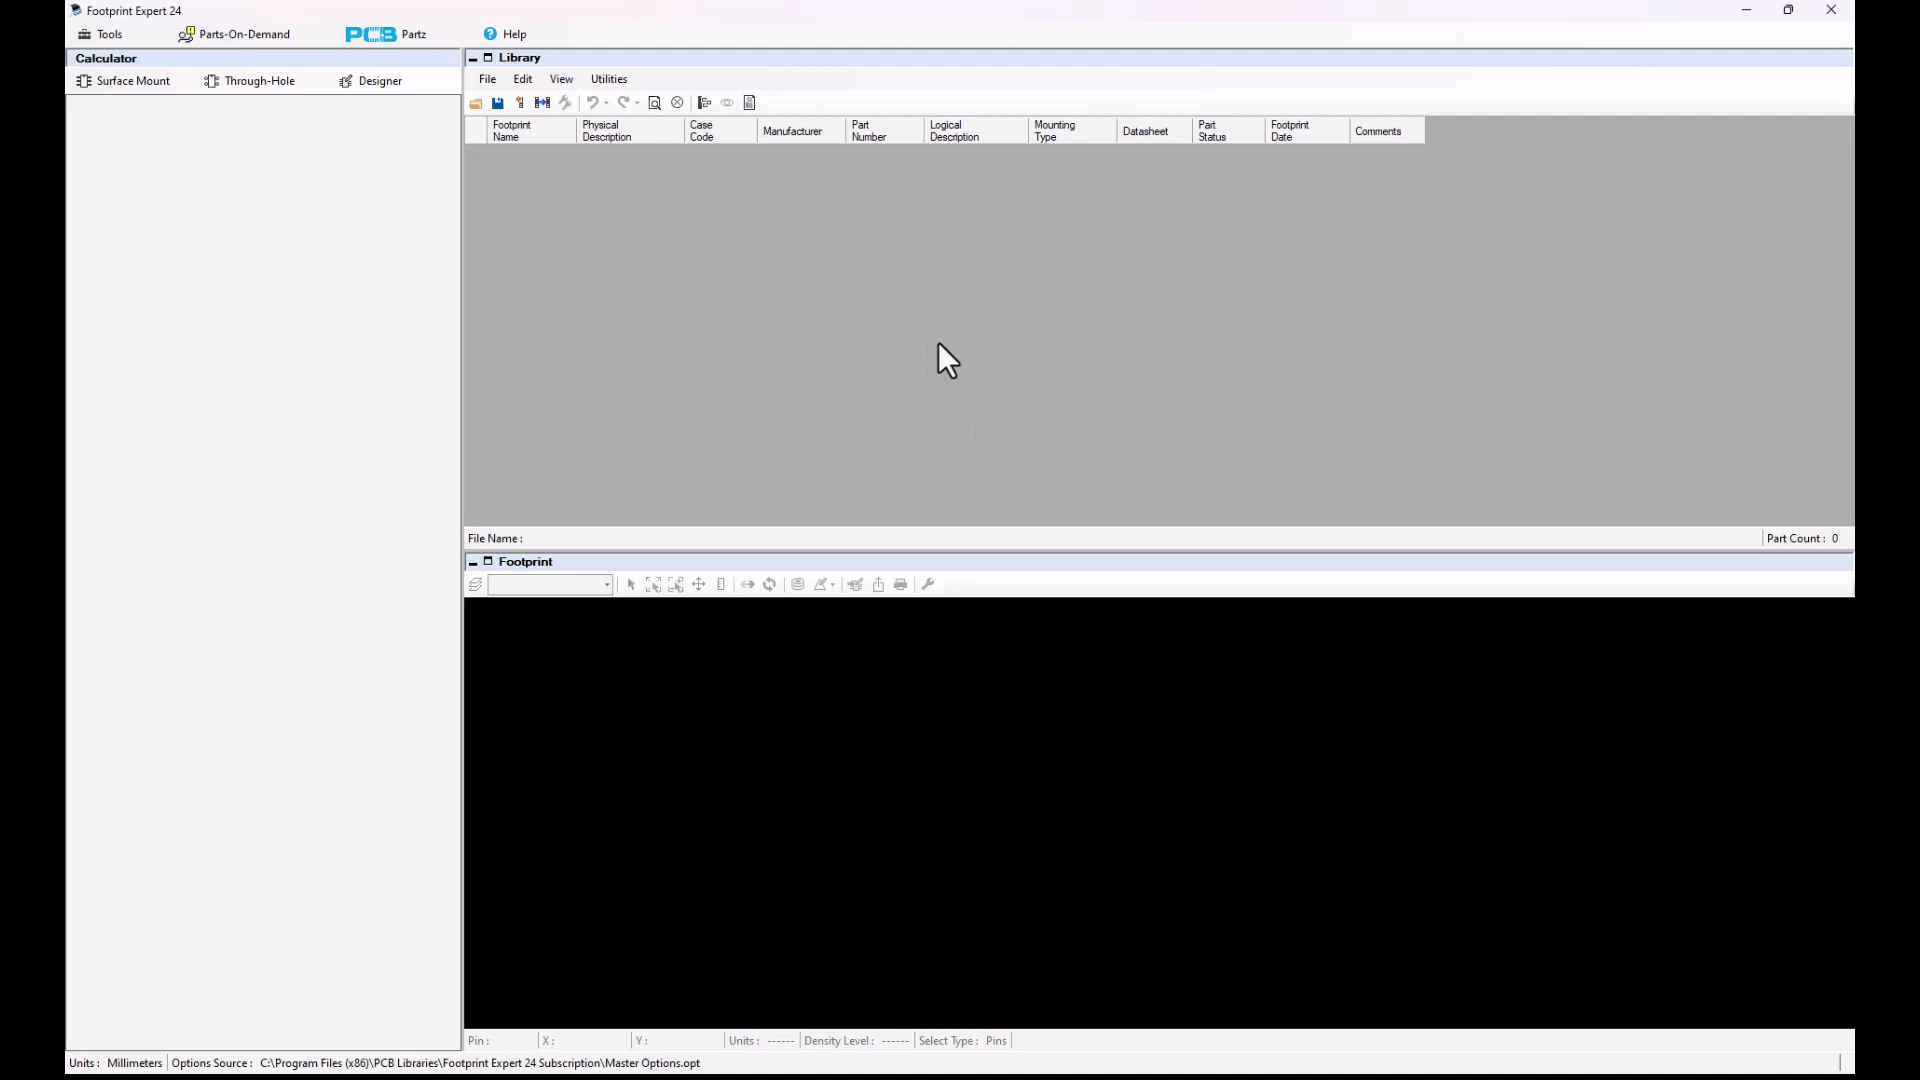 Footprint Expert 24
Tools Parts-On-Demand PCB Partz Help
Calculator
Surface Mount Through-Hole Designer
Library
File Edit View Utilities
Footprint Name Physical Description Case Code Manufacturer Part Number Logical Description Mounting Type Datasheet Part Status Footprint Date Comments
File Name : Part Count : 0
Footprint
Pin : X : Y : Units : ------ Density Level : ------ Select Type : Pins
Units : Millimeters Options Source : C:\Program Files (x86)\PCB Libraries\Footprint Expert 24 Subscription\Master Options.opt